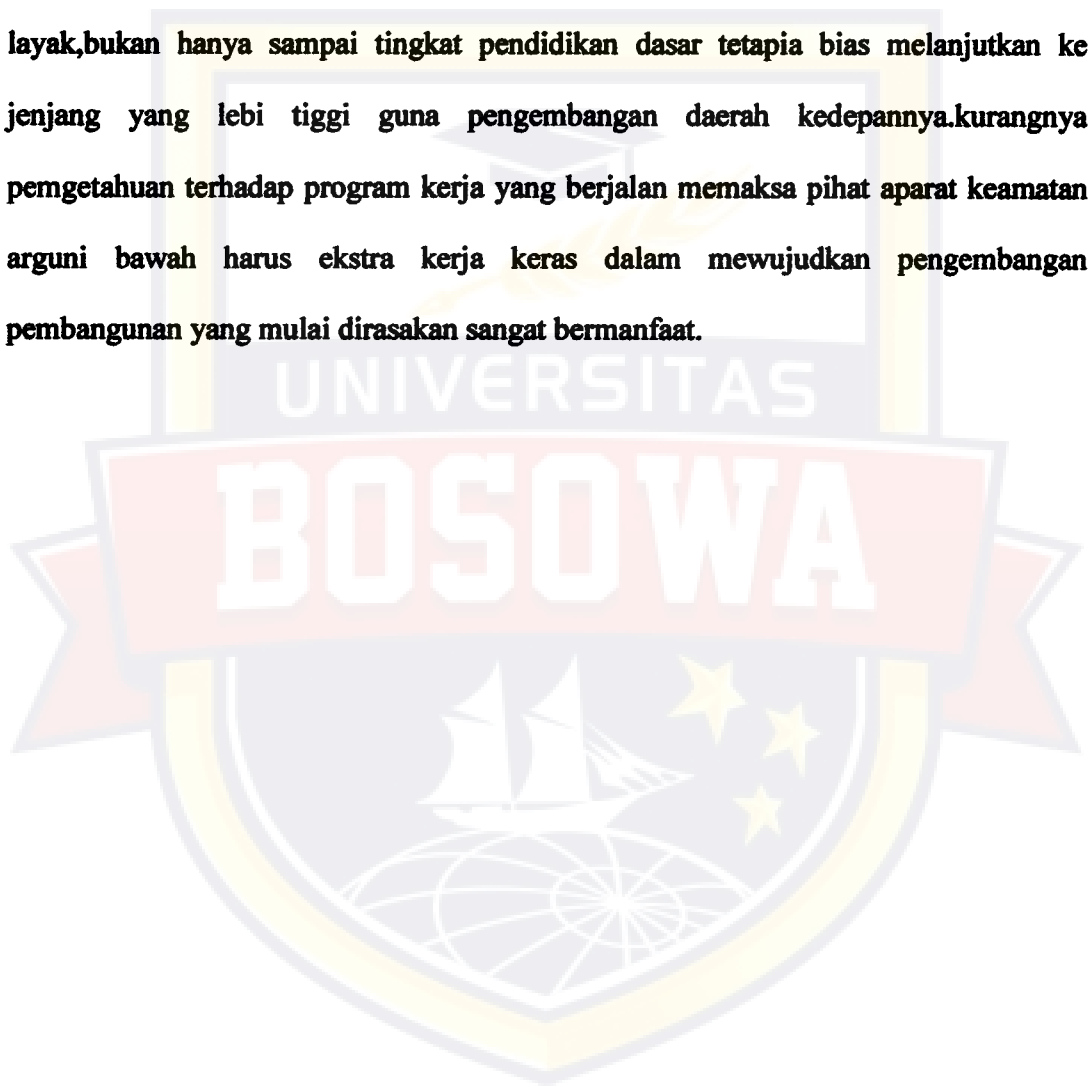 layak,bukan hanya sampai tingkat pendidikan dasar tetapia bias melanjutkan ke
jenjang yang lebi tiggi guna pengembangan daerah kedepannya.kurangnya
pemgetahuan terhadap program kerja yang berjalan memaksa pihat aparat keamatan
arguni bawah harus ekstra kerja keras dalam mewujudkan pengembangan
pembangunan yang mulai dirasakan sangat bermanfaat.
UNIVERSITAS
BOSOWA